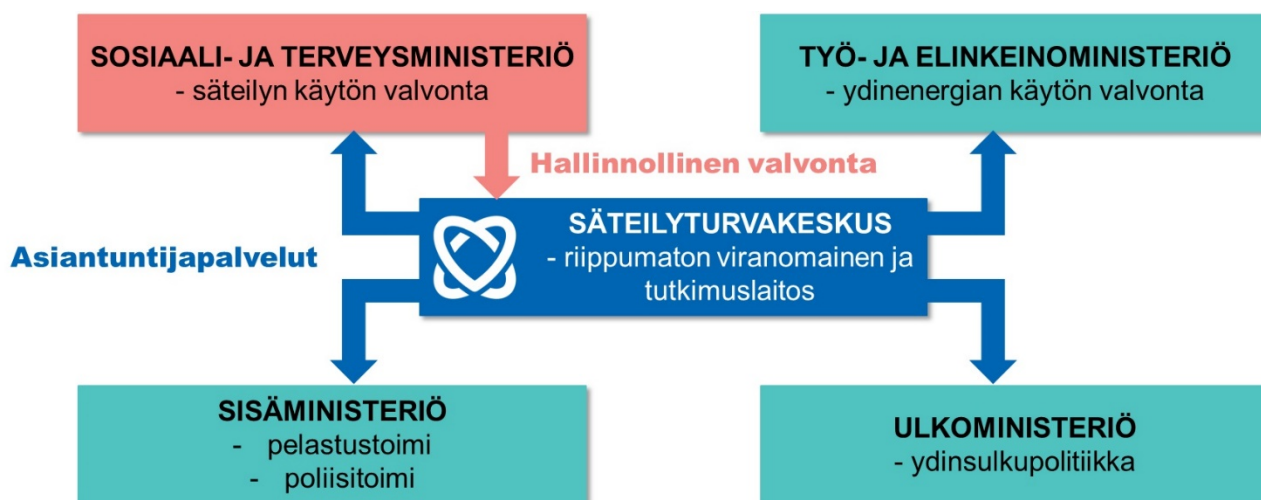 SOSIAALI- JA TERVEYSMINISTERIÖ
- säteilyn käytön valvonta
TYÖ- JA ELINKEINOMINISTERIÖ
- ydinenergian käytön valvonta
Hallinnollinen valvonta
Asiantuntijapalvelut
SÄTEILYTURVAKESKUS
- riippumaton viranomainen ja
tutkimuslaitos
SISÄMINISTERIÖ
- pelastustoimi
- poliisitoimi
ULKOMINISTERIÖ
- ydinsulkupolitiikka